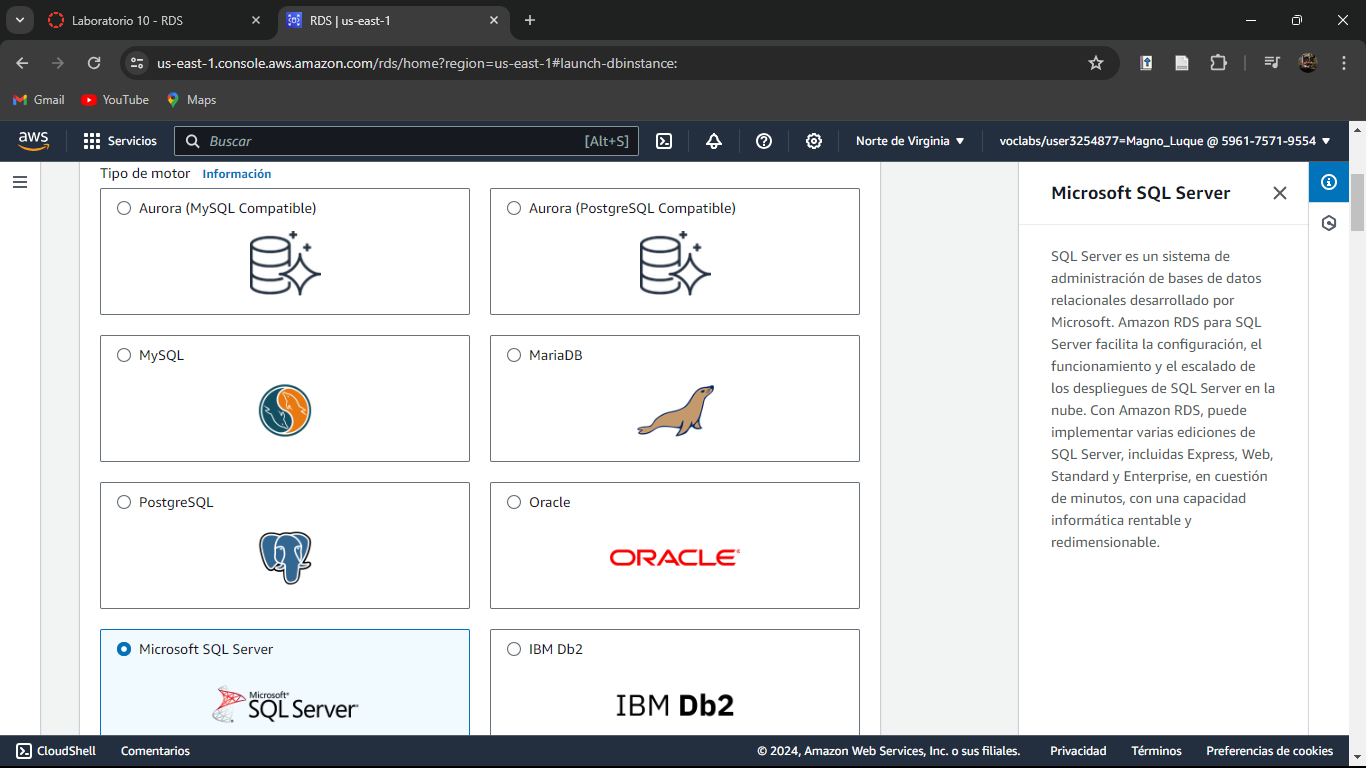 Laboratorio 10 - RDS
RDS | us-east-1
us-east-1.console.aws.amazon.com/rds/home?region=us-east-1#launch-dbinstance:
Gmail
YouTube
Maps
aws
Servicios
Buscar
[Alt+S]
Norte de Virginia
voclabs/user3254877=Magno_Luque @ 5961-7571-9554
Tipo de motor Información
Aurora (MySQL Compatible)
Aurora (PostgreSQL Compatible)
MySQL
MariaDB
PostgreSQL
Oracle
ORACLE
Microsoft SQL Server
Microsoft®
SQL Server
IBM Db2
IBM Db2
Microsoft SQL Server
SQL Server es un sistema de
administración de bases de datos
relacionales desarrollado por
Microsoft. Amazon RDS para SQL
Server facilita la configuración, el
funcionamiento y el escalado de
los despliegues de SQL Server en la
nube. Con Amazon RDS, puede
implementar varias ediciones de
SQL Server, incluidas Express, Web,
Standard y Enterprise, en cuestión
de minutos, con una capacidad
informática rentable y
redimensionable.
CloudShell
Comentarios
© 2024, Amazon Web Services, Inc. o sus filiales.
Privacidad
Términos
Preferencias de cookies